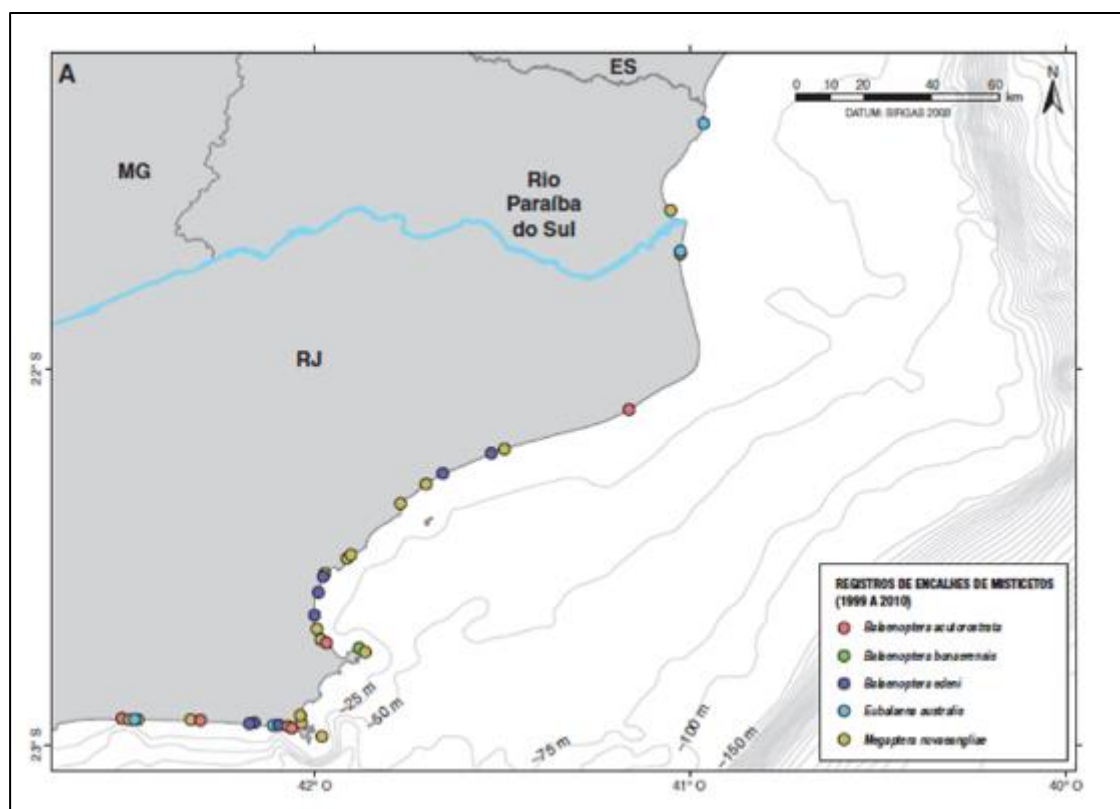 A
ES
N
0 10 20 40 60
km
DATUM: SIRGAS 2000
MG
Rio
Paraíba
do Sul
22° S
RJ
REGISTROS DE ENCALHES DE MISTICETOS
(1999 A 2010)
Balaenoptera acutorostrata
Balaenoptera bonaerensis
Balaenoptera edeni
Eubalaena australis
Megaptera novaeangliae
–25 m
–50 m
–75 m
–100 m
–150 m
23° S
42° O
41° O
40° O